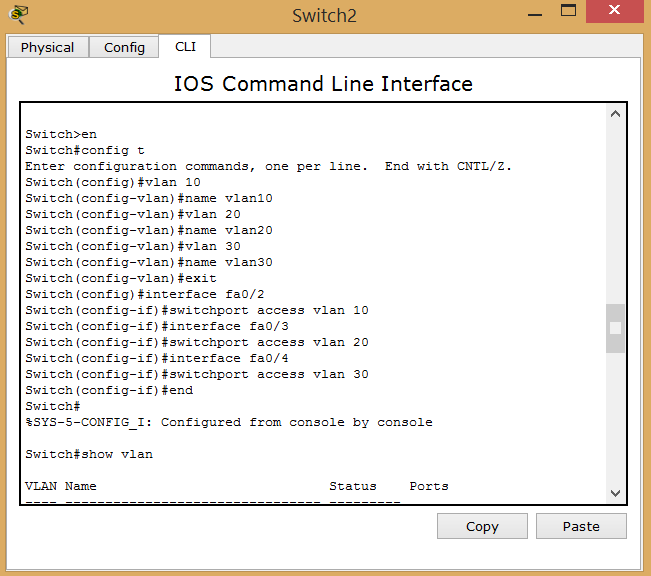 Switch2
Physical Config CLI
IOS Command Line Interface
Switch>en
Switch#config t
Enter configuration commands, one per line.  End with CNTL/Z.
Switch(config)#vlan 10
Switch(config-vlan)#name vlan10
Switch(config-vlan)#vlan 20
Switch(config-vlan)#name vlan20
Switch(config-vlan)#vlan 30
Switch(config-vlan)#name vlan30
Switch(config-vlan)#exit
Switch(config)#interface fa0/2
Switch(config-if)#switchport access vlan 10
Switch(config-if)#interface fa0/3
Switch(config-if)#switchport access vlan 20
Switch(config-if)#interface fa0/4
Switch(config-if)#switchport access vlan 30
Switch(config-if)#end
Switch#
%SYS-5-CONFIG_I: Configured from console by console
Switch#show vlan
VLAN Name                             Status    Ports
---- -------------------------------- ---------
Copy Paste